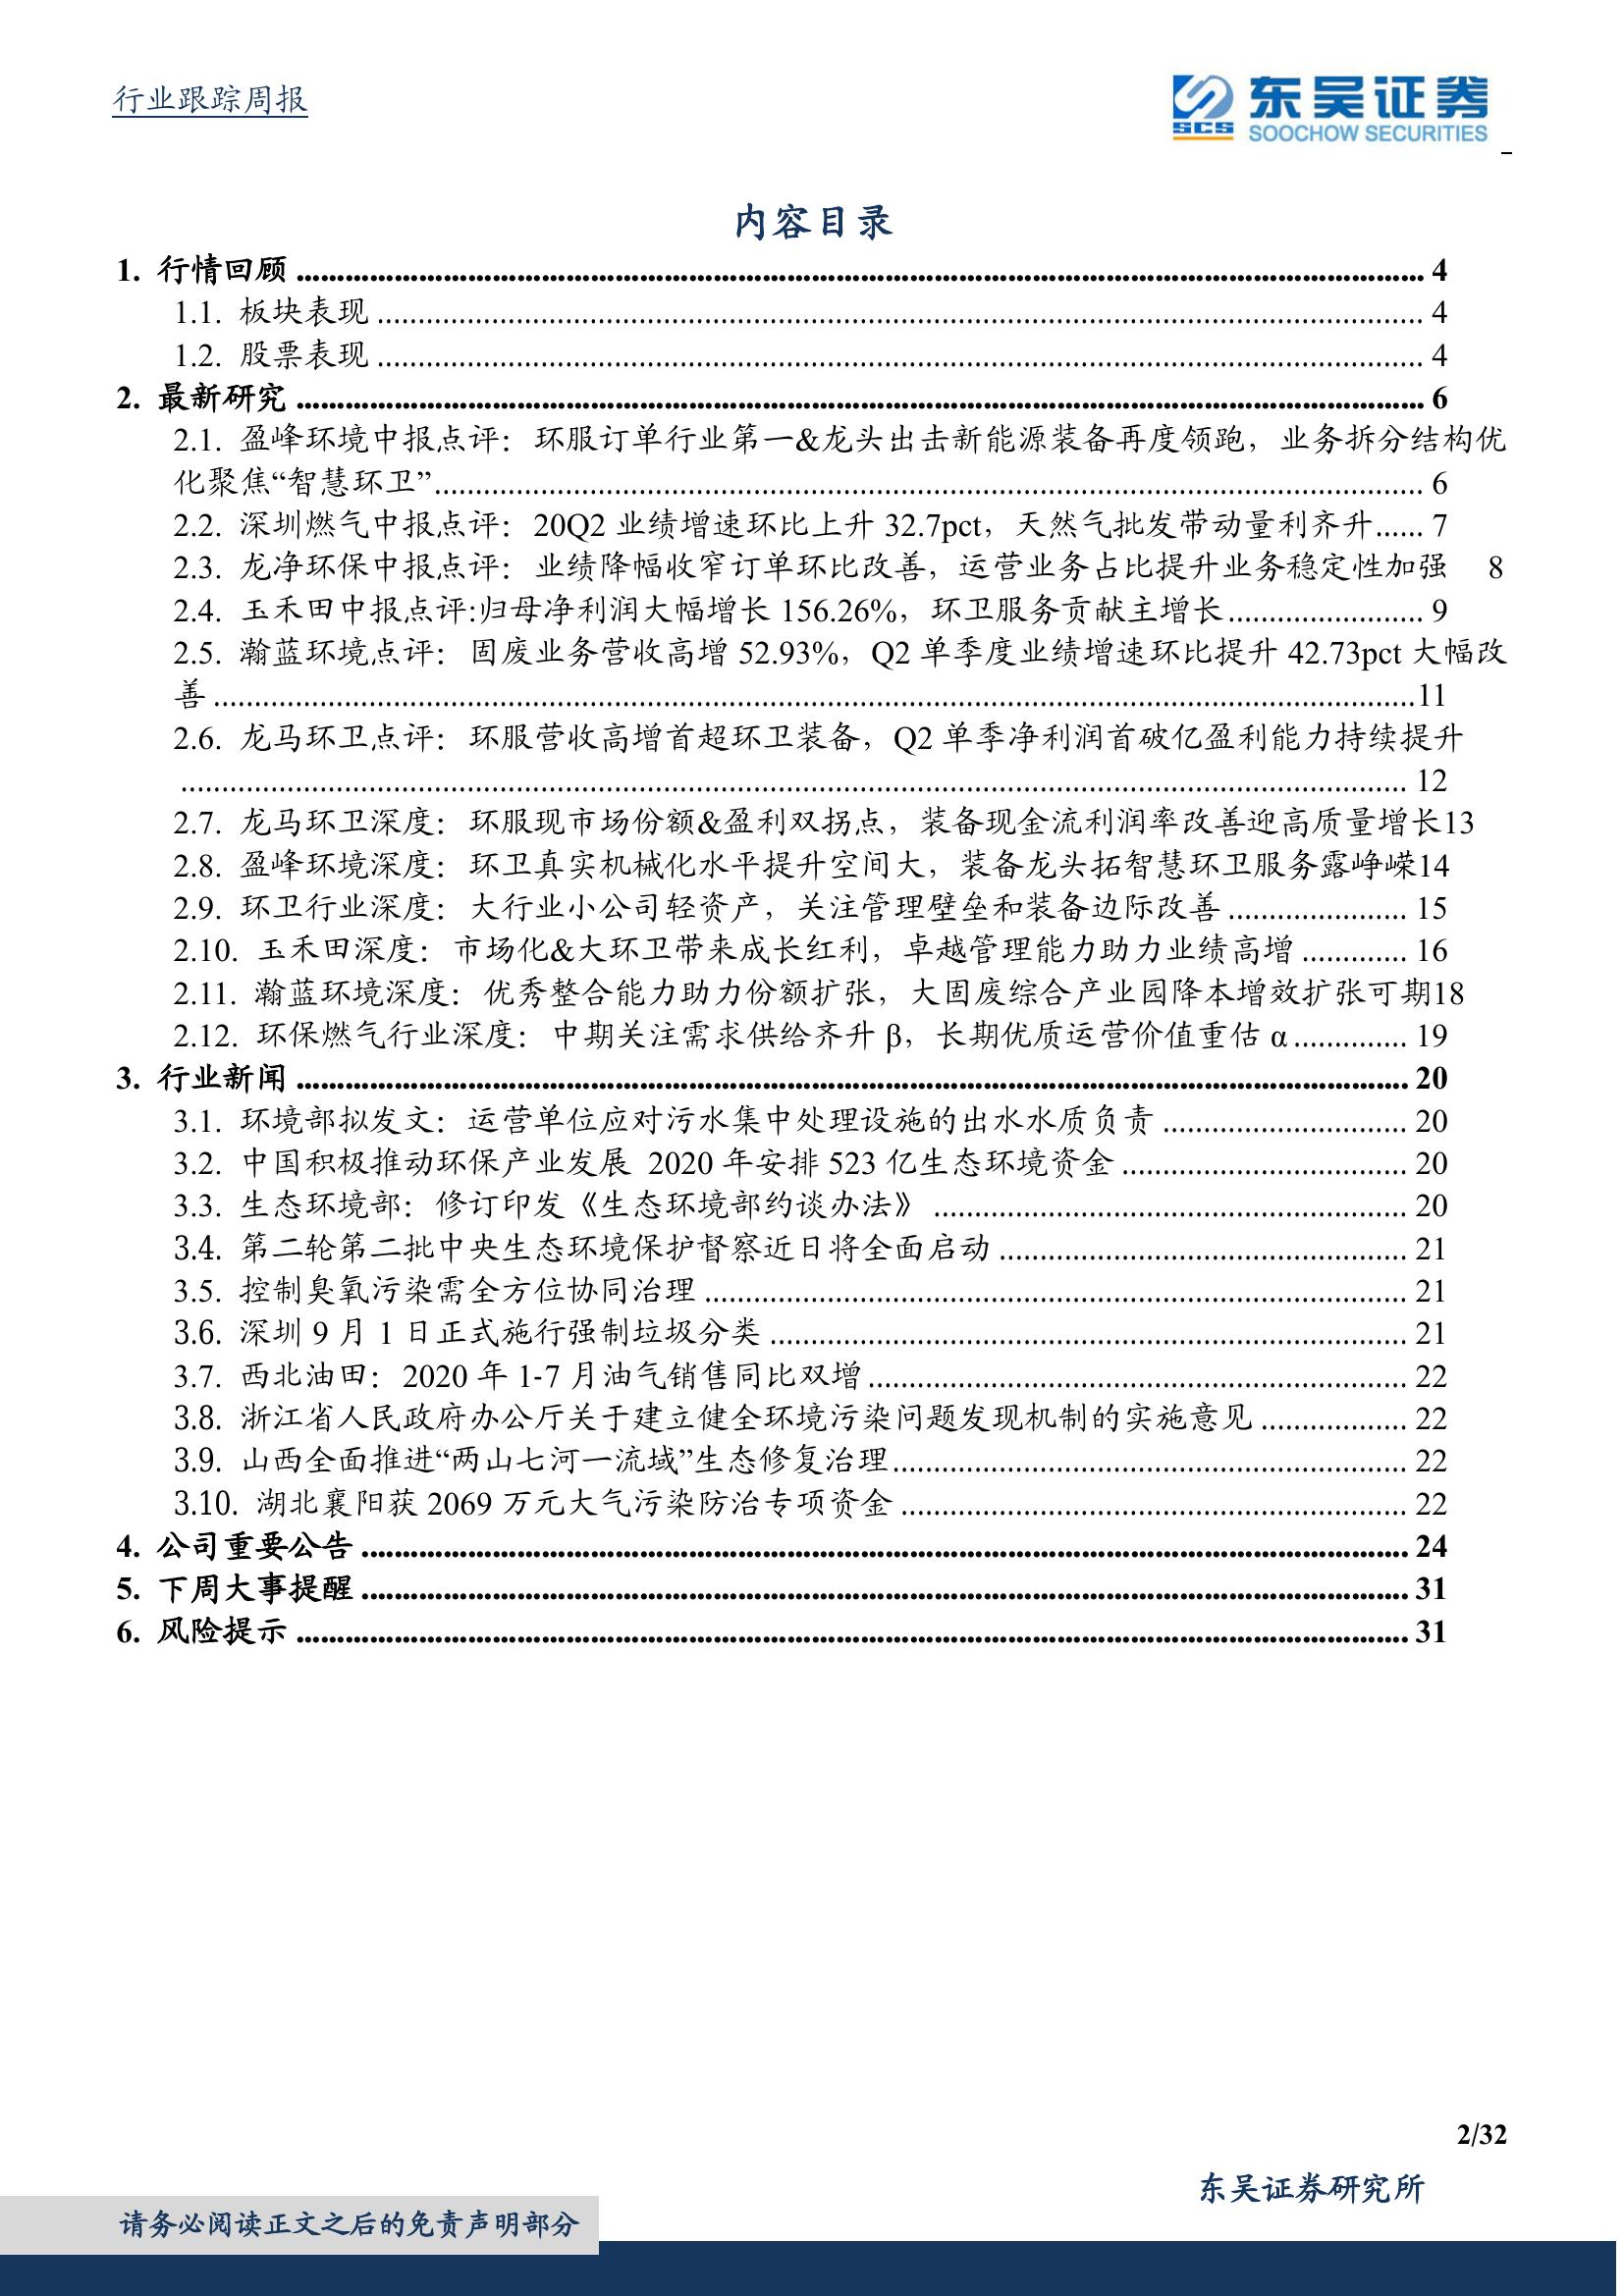 行业跟踪周报
SCS 东吴证券
SOOCHOW SECURITIES
内容目录
1. 行情回顾 ........ 4
1.1. 板块表现 ........ 4
1.2. 股票表现 ........ 4
2. 最新研究 ........ 6
2.1. 盈峰环境中报点评：环服订单行业第一&龙头出击新能源装备再度领跑，业务拆分结构优
化聚焦“智慧环卫”........ 6
2.2. 深圳燃气中报点评：20Q2 业绩增速环比上升 32.7pct，天然气批发带动量利齐升...... 7
2.3. 龙净环保中报点评：业绩降幅收窄订单环比改善，运营业务占比提升业务稳定性加强 8
2.4. 玉禾田中报点评:归母净利润大幅增长 156.26%，环卫服务贡献主增长........ 9
2.5. 瀚蓝环境点评：固废业务营收高增 52.93%，Q2 单季度业绩增速环比提升 42.73pct 大幅改
善 ........11
2.6. 龙马环卫点评：环服营收高增首超环卫装备，Q2 单季净利润首破亿盈利能力持续提升
........ 12
2.7. 龙马环卫深度：环服现市场份额&盈利双拐点，装备现金流利润率改善迎高质量增长13
2.8. 盈峰环境深度：环卫真实机械化水平提升空间大，装备龙头拓智慧环卫服务露峥嵘14
2.9. 环卫行业深度：大行业小公司轻资产，关注管理壁垒和装备边际改善 ........ 15
2.10. 玉禾田深度：市场化&大环卫带来成长红利，卓越管理能力助力业绩高增 ........ 16
2.11. 瀚蓝环境深度：优秀整合能力助力份额扩张，大固废综合产业园降本增效扩张可期18
2.12. 环保燃气行业深度：中期关注需求供给齐升 β，长期优质运营价值重估 α........ 19
3. 行业新闻 ........ 20
3.1. 环境部拟发文：运营单位应对污水集中处理设施的出水水质负责 ........ 20
3.2. 中国积极推动环保产业发展 2020 年安排 523 亿生态环境资金 ........ 20
3.3. 生态环境部：修订印发《生态环境部约谈办法》 ........ 20
3.4. 第二轮第二批中央生态环境保护督察近日将全面启动 ........ 21
3.5. 控制臭氧污染需全方位协同治理 ........ 21
3.6. 深圳 9 月 1 日正式施行强制垃圾分类 ........ 21
3.7. 西北油田：2020 年 1-7 月油气销售同比双增........ 22
3.8. 浙江省人民政府办公厅关于建立健全环境污染问题发现机制的实施意见 ........ 22
3.9. 山西全面推进“两山七河一流域”生态修复治理........ 22
3.10. 湖北襄阳获 2069 万元大气污染防治专项资金 ........ 22
4. 公司重要公告 ........ 24
5. 下周大事提醒 ........ 31
6. 风险提示 ........ 31
2/32
东吴证券研究所
请务必阅读正文之后的免责声明部分